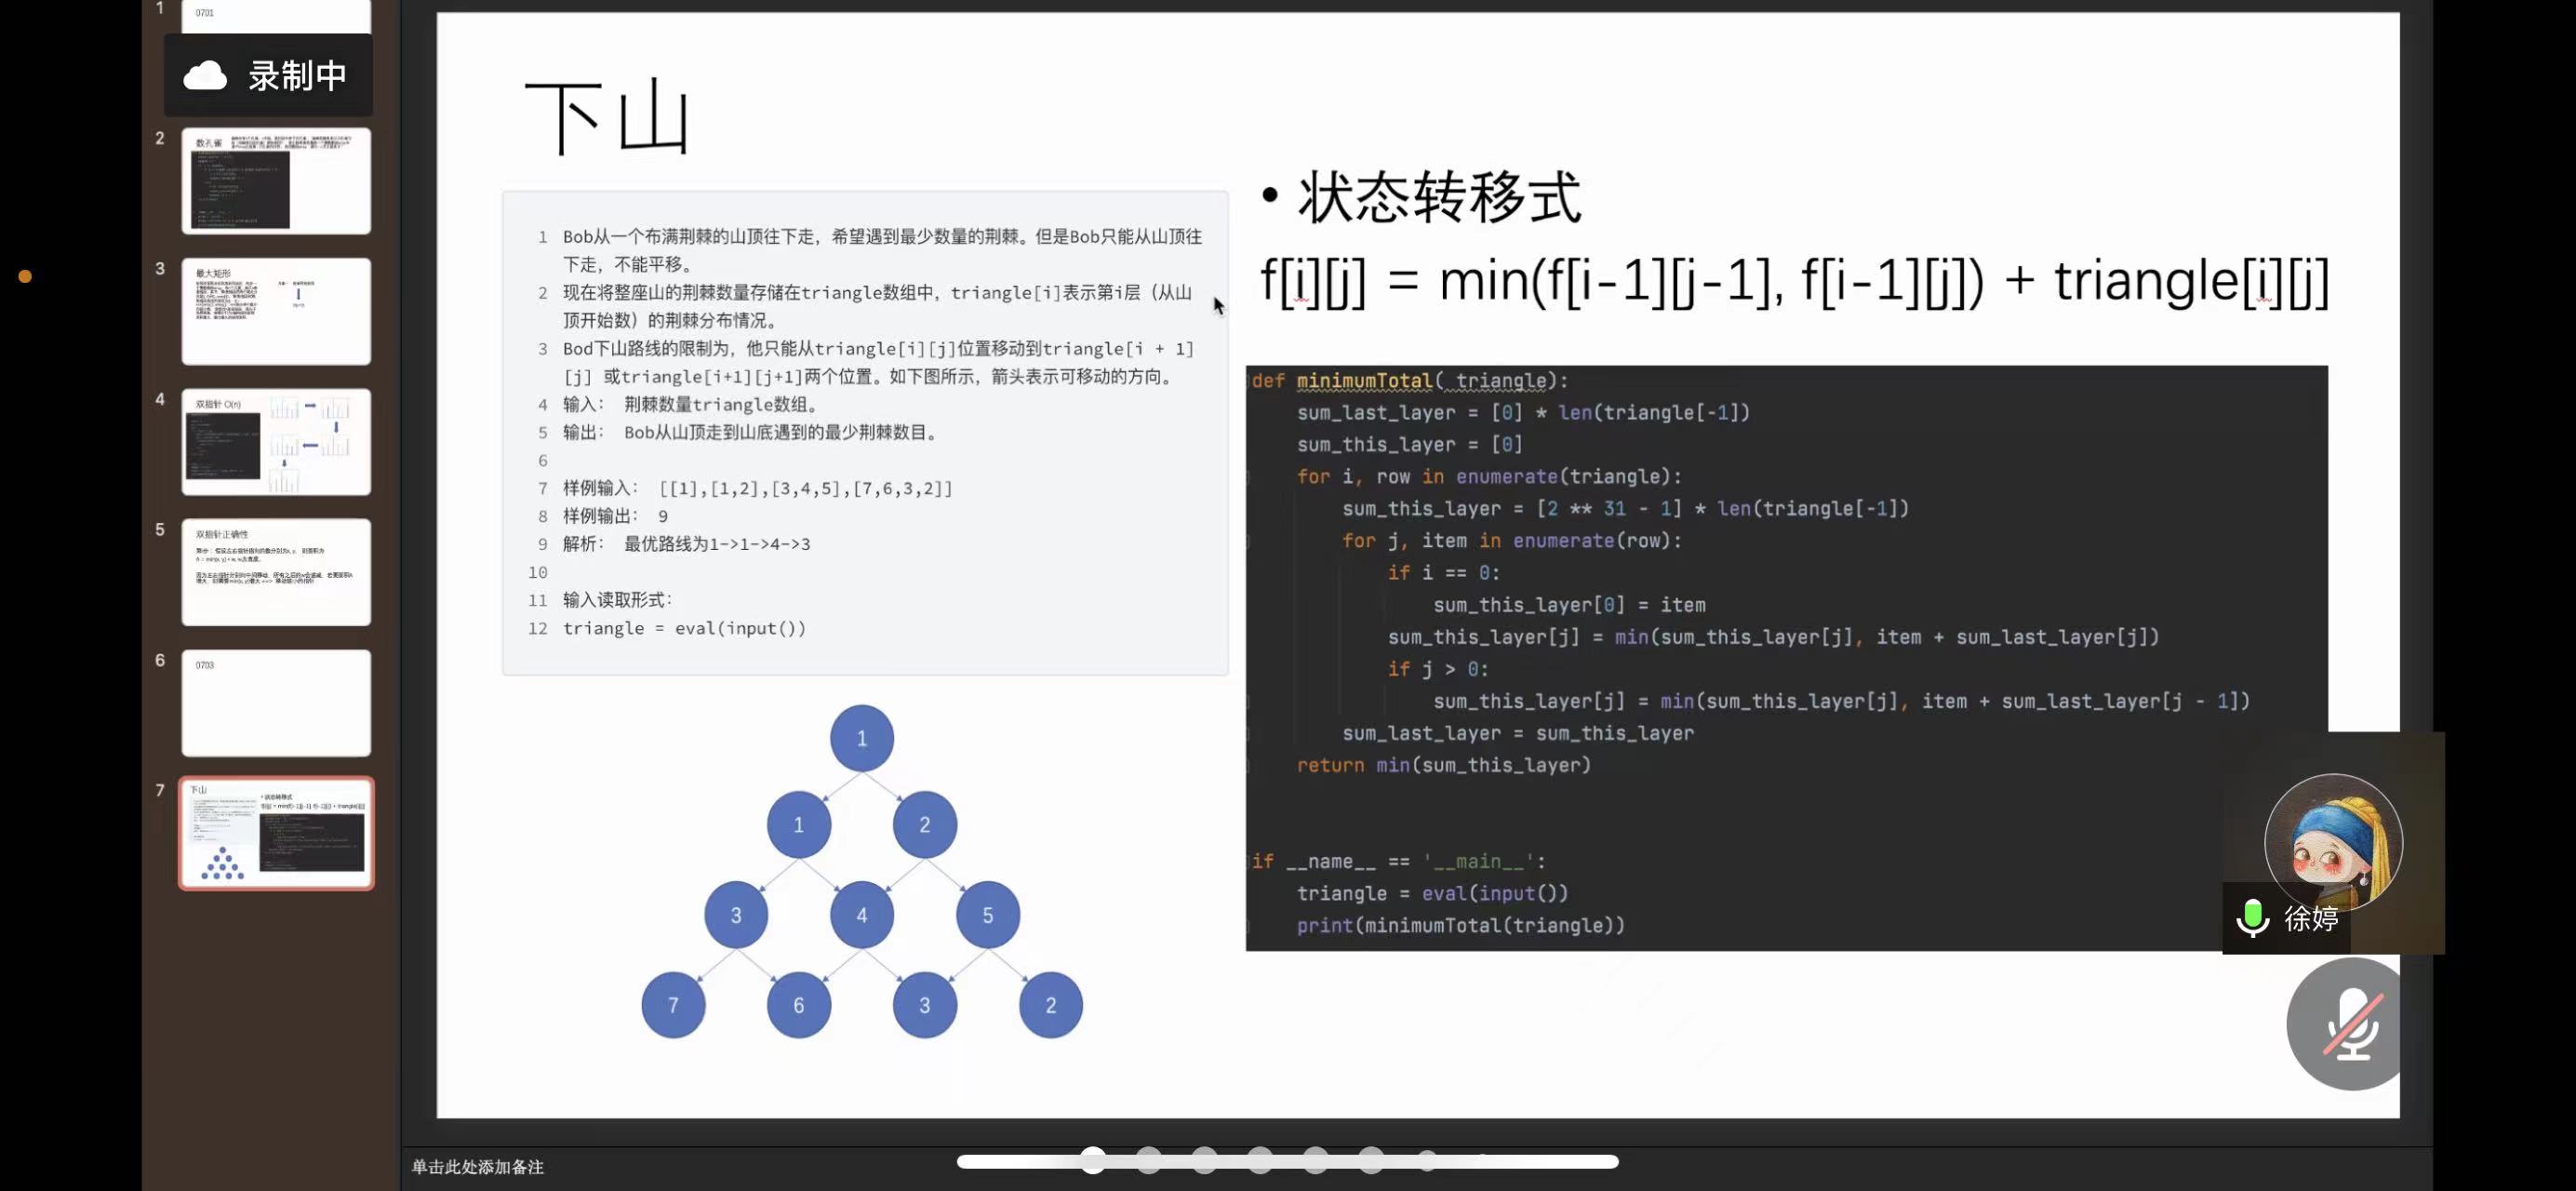 1
0701
录制中
2
数孔雀
3
最大矩形
4
双指针 O(n)
5
双指针正确性
6
0703
7
下山
下山
1 Bob从一个布满荆棘的山顶往下走，希望遇到最少数量的荆棘。但是Bob只能从山顶往
下走，不能平移。
2 现在将整座山的荆棘数量存储在triangle数组中，triangle[i]表示第i层（从山
顶开始数）的荆棘分布情况。
3 Bod下山路线的限制为，他只能从triangle[i][j]位置移动到triangle[i + 1]
[j] 或triangle[i+1][j+1]两个位置。如下图所示，箭头表示可移动的方向。
4 输入： 荆棘数量triangle数组。
5 输出： Bob从山顶走到山底遇到的最少荆棘数目。
6
7 样例输入： [[1],[1,2],[3,4,5],[7,6,3,2]]
8 样例输出： 9
9 解析： 最优路线为1->1->4->3
10
11 输入读取形式：
12 triangle = eval(input())
1
1 2
3 4 5
7 6 3 2
• 状态转移式
f[i][j] = min(f[i-1][j-1], f[i-1][j]) + triangle[i][j]
def minimumTotal( triangle):
sum_last_layer = [0] * len(triangle[-1])
sum_this_layer = [0]
for i, row in enumerate(triangle):
sum_this_layer = [2 ** 31 - 1] * len(triangle[-1])
for j, item in enumerate(row):
if i == 0:
sum_this_layer[0] = item
sum_this_layer[j] = min(sum_this_layer[j], item + sum_last_layer[j])
if j > 0:
sum_this_layer[j] = min(sum_this_layer[j], item + sum_last_layer[j - 1])
sum_last_layer = sum_this_layer
return min(sum_this_layer)
if __name__ == '__main__':
triangle = eval(input())
print(minimumTotal(triangle))
徐婷
单击此处添加备注